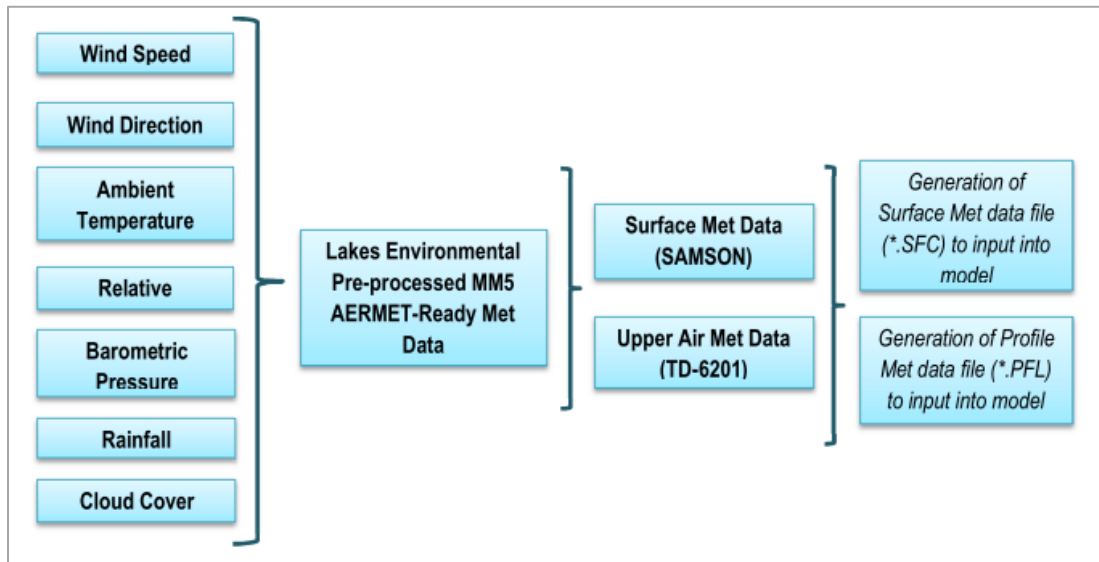 Wind Speed
Wind Direction
Ambient
Temperature
Relative
Barometric
Pressure
Rainfall
Cloud Cover
Lakes Environmental
Pre-processed MM5
AERMET-Ready Met
Data
Surface Met Data
(SAMSON)
Upper Air Met Data
(TD-6201)
Generation of
Surface Met data file
(*.SFC) to input into
model
Generation of Profile
Met data file (*.PFL)
to input into model